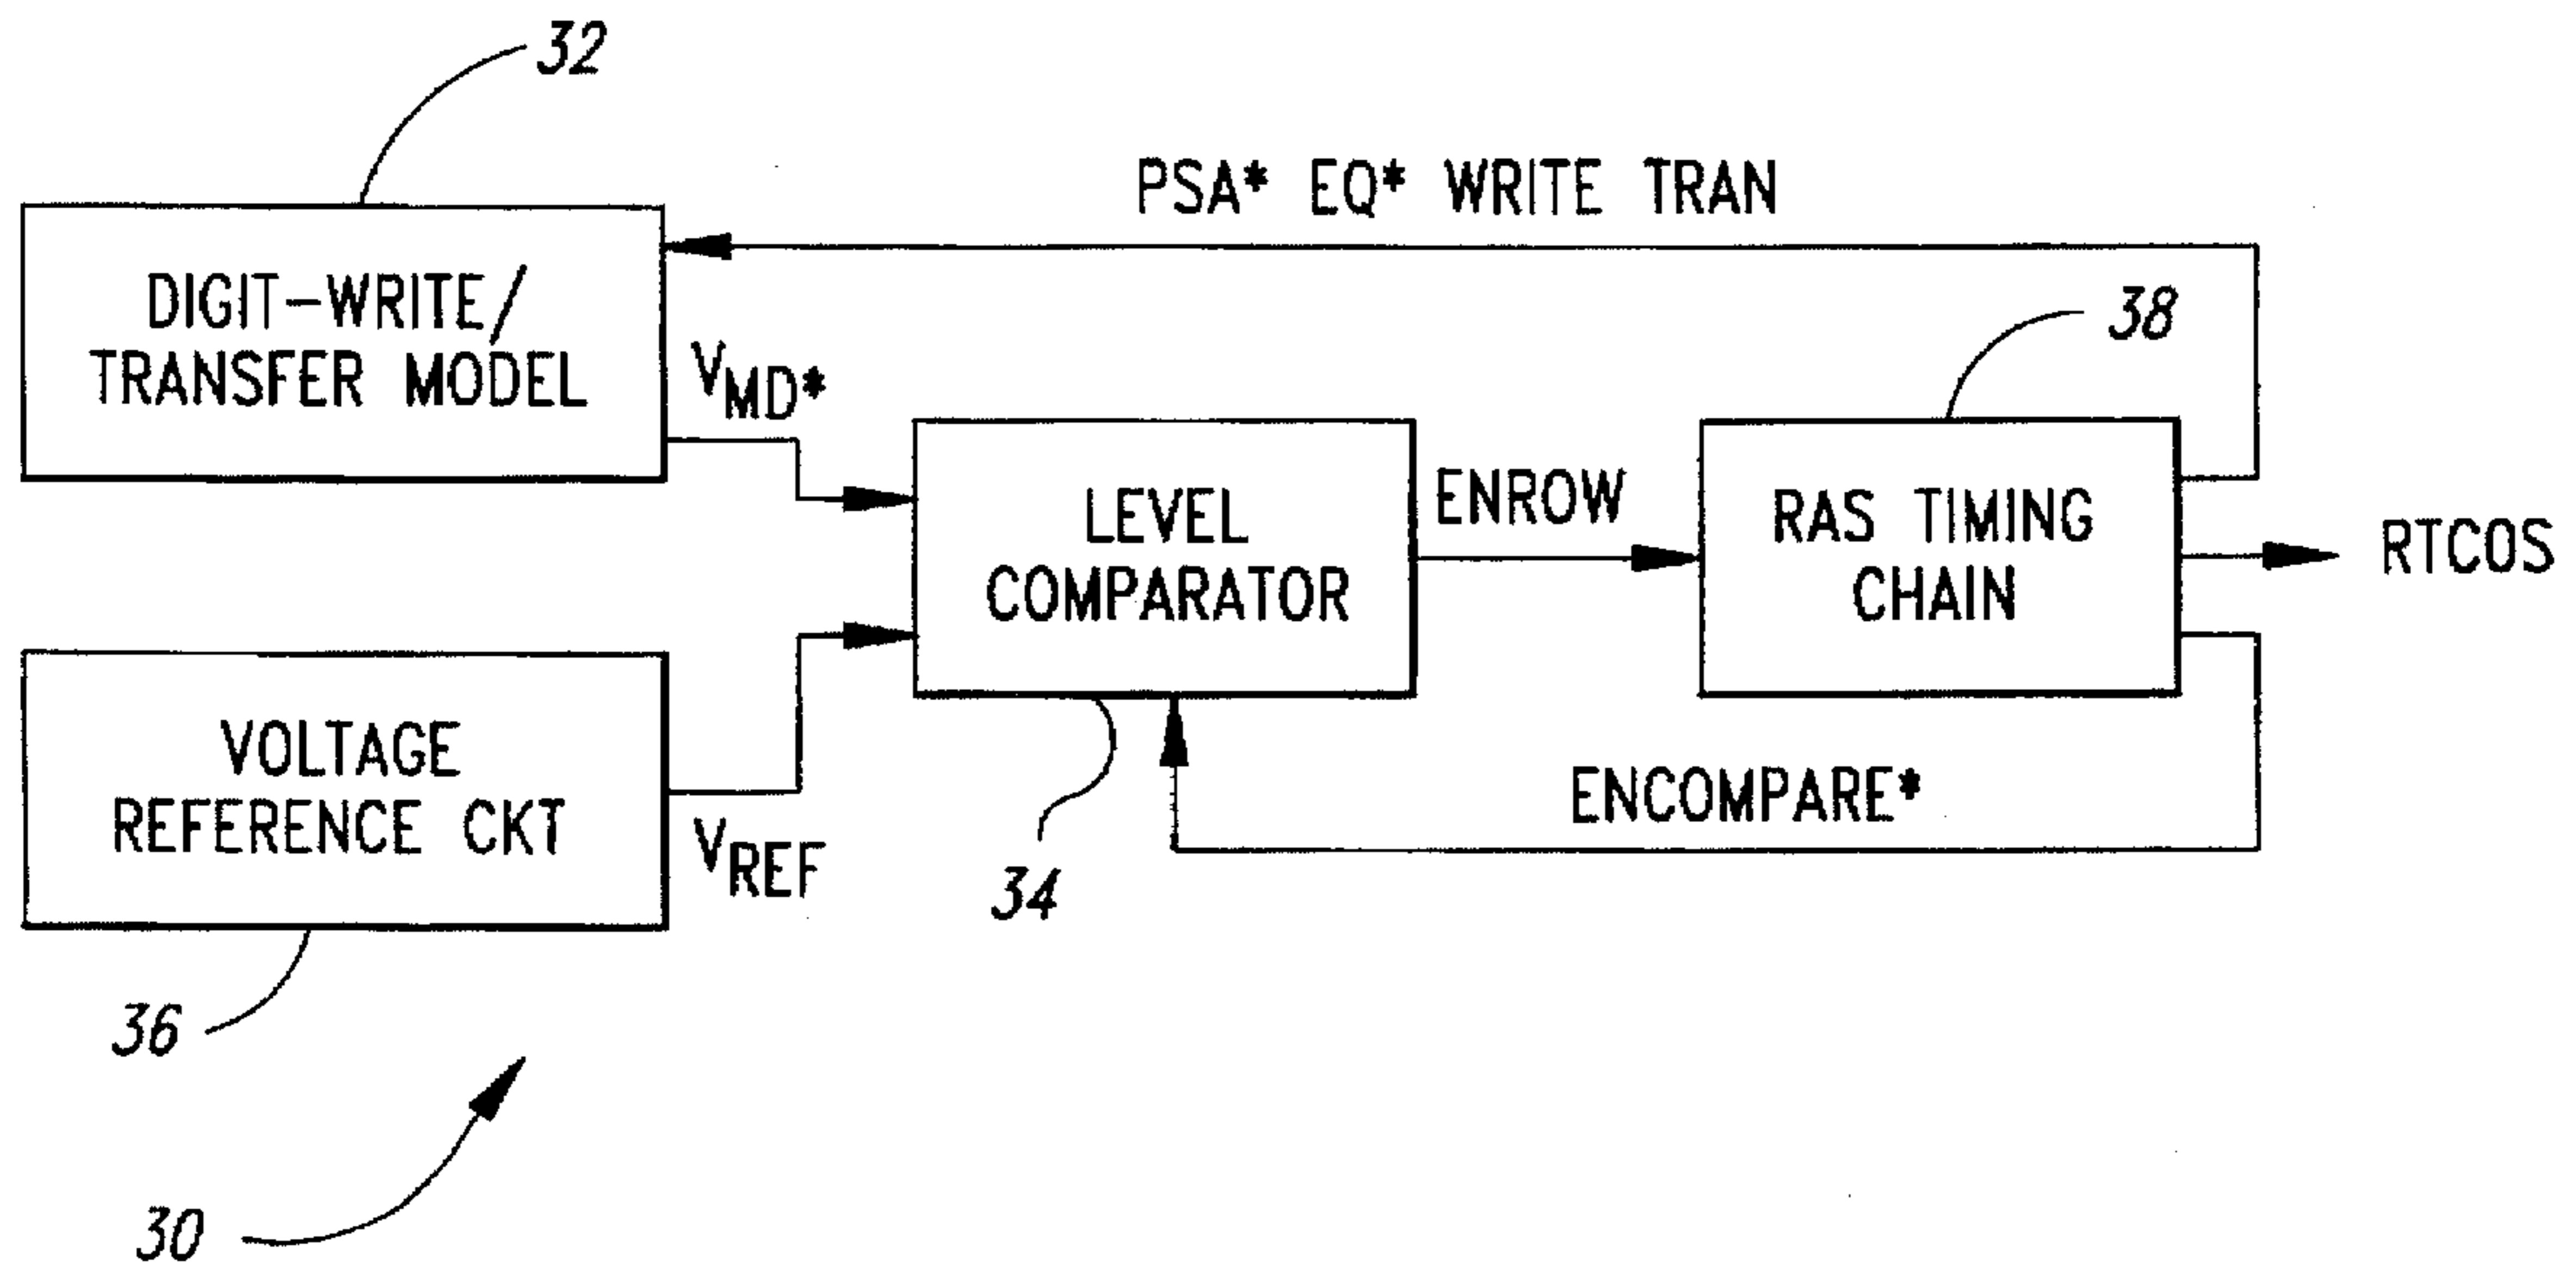 32
PSA* EQ* WRITE TRAN
DIGIT-WRITE/
TRANSFER MODEL
38
VMD*
LEVEL
COMPARATOR
ENROW
RAS TIMING
CHAIN
RTCOS
VOLTAGE
REFERENCE CKT
VREF
ENCOMPARE*
34
36
30